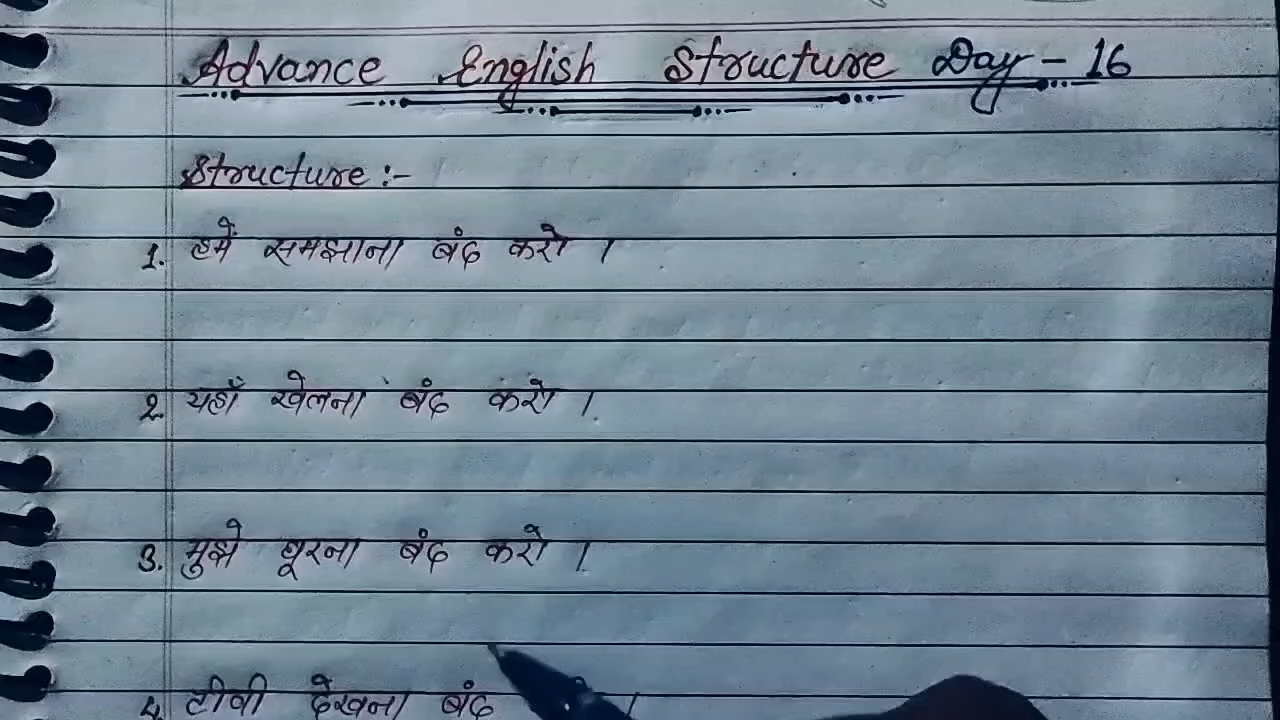 Advance English Structure Day - 16
Structure :-
1. हमें समझाना बंद करो ।
2. यहाँ खेलना बंद करो ।
3. मुझे घूरना बंद करो ।
4. टीवी देखना बंद ।